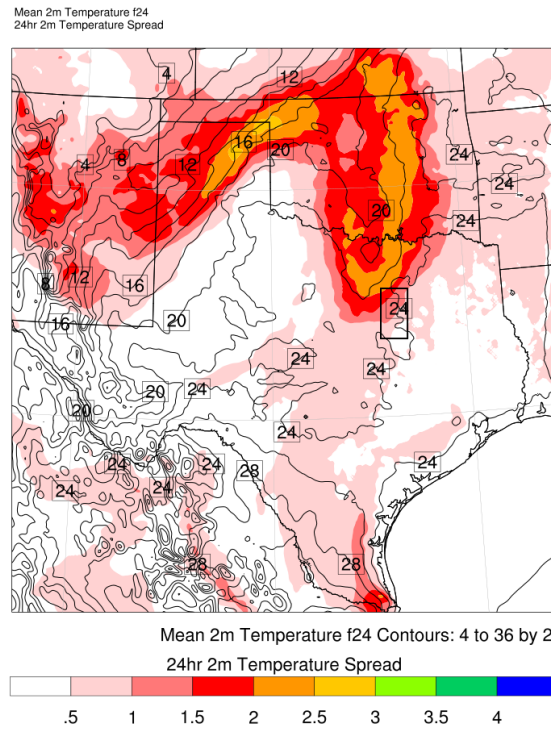 Mean 2m Temperature f24
24hr 2m Temperature Spread
4 12
16 20 24
4 8 12 24
20 24
8 12 16 24
16 20
24 24
20 24
20
24
24 24 28 24
24 24
28 28
Mean 2m Temperature f24 Contours: 4 to 36 by 2
24hr 2m Temperature Spread
.5 1 1.5 2 2.5 3 3.5 4